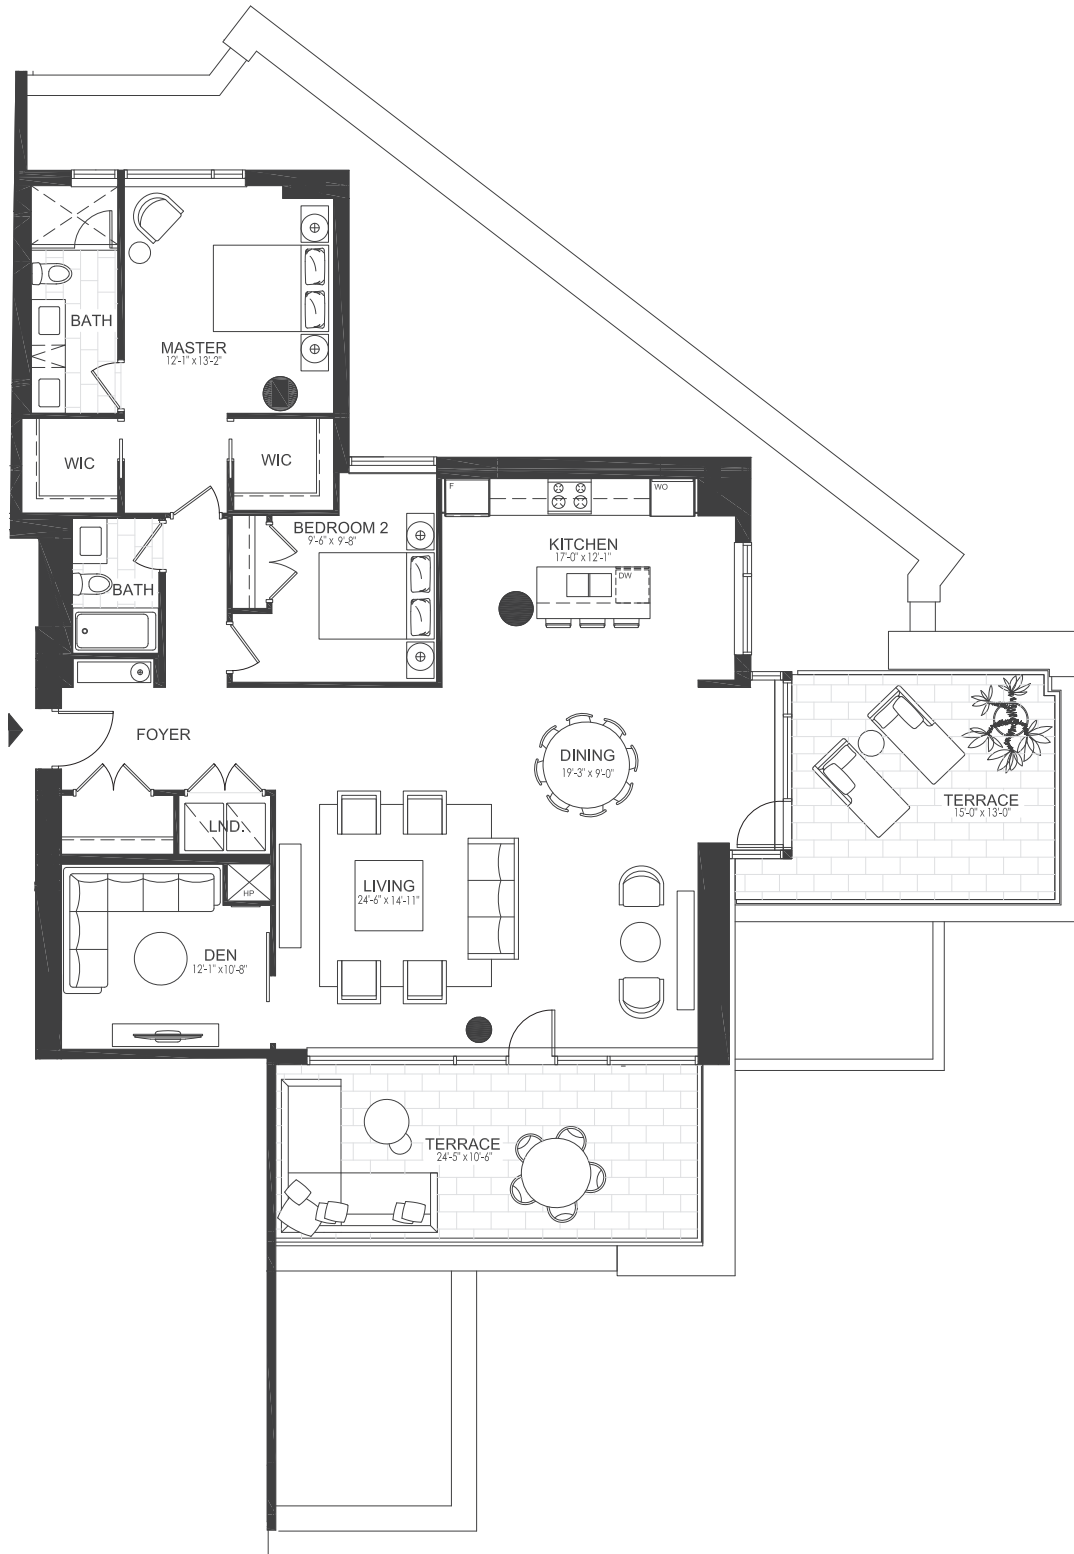 BATH
MASTER
12'-1" x 13'-2"
WIC
WIC
F
WO
BEDROOM 2
9'-6" x 9'-8"
KITCHEN
17'-0" x 12'-1"
DW
BATH
FOYER
DINING
19'-3" x 9'-0"
TERRACE
15'-0" x 13'-0"
LND.
LIVING
24'-6" x 14'-11"
HP
DEN
12'-1" x 10'-8"
TERRACE
24'-5" x 10'-6"